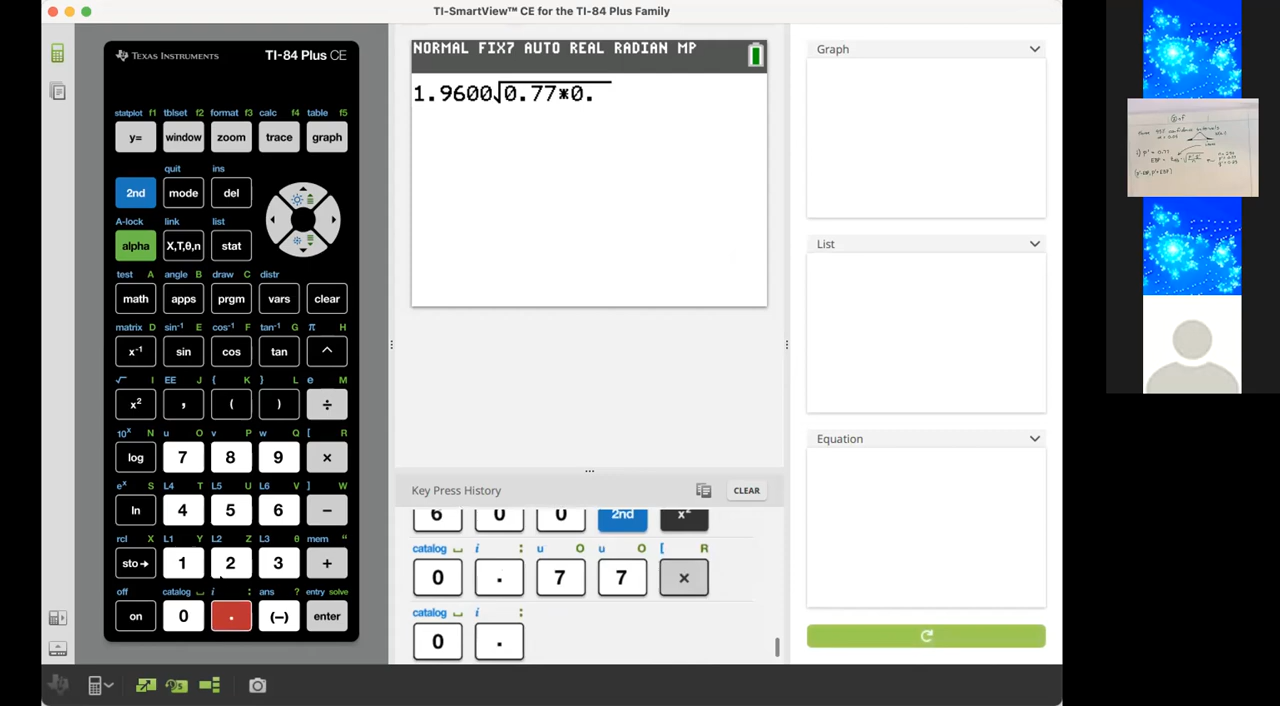 TI-SmartView™ CE for the TI-84 Plus Family
TEXAS INSTRUMENTS TI-84 Plus CE
statplot f1 tblset f2 format f3 calc f4 table f5
y= window zoom trace graph
quit ins
2nd mode del
A-lock link list
alpha X,T,θ,n stat
test A angle B draw C distr
math apps prgm vars clear
matrix D sin⁻¹ E cos⁻¹ F tan⁻¹ G π H
x⁻¹ sin cos tan ^
√ I EE J { K } L e M
x² , ( ) ÷
10ˣ N u O v P w Q [ R
log 7 8 9 ×
eˣ S L4 T L5 U L6 V ] W
ln 4 5 6 −
rcl X L1 Y L2 Z L3 θ mem "
sto→ 1 2 3 +
off catalog ⎵ i : ans ? entry solve
on 0 . (−) enter
NORMAL FIX7 AUTO REAL RADIAN MP
1.9600√0.77*0.
Key Press History
CLEAR
6 0 0 2nd x²
catalog ⎵ i : u O u O [ R
0 . 7 7 ×
catalog ⎵ i :
0 .
Graph
List
Equation